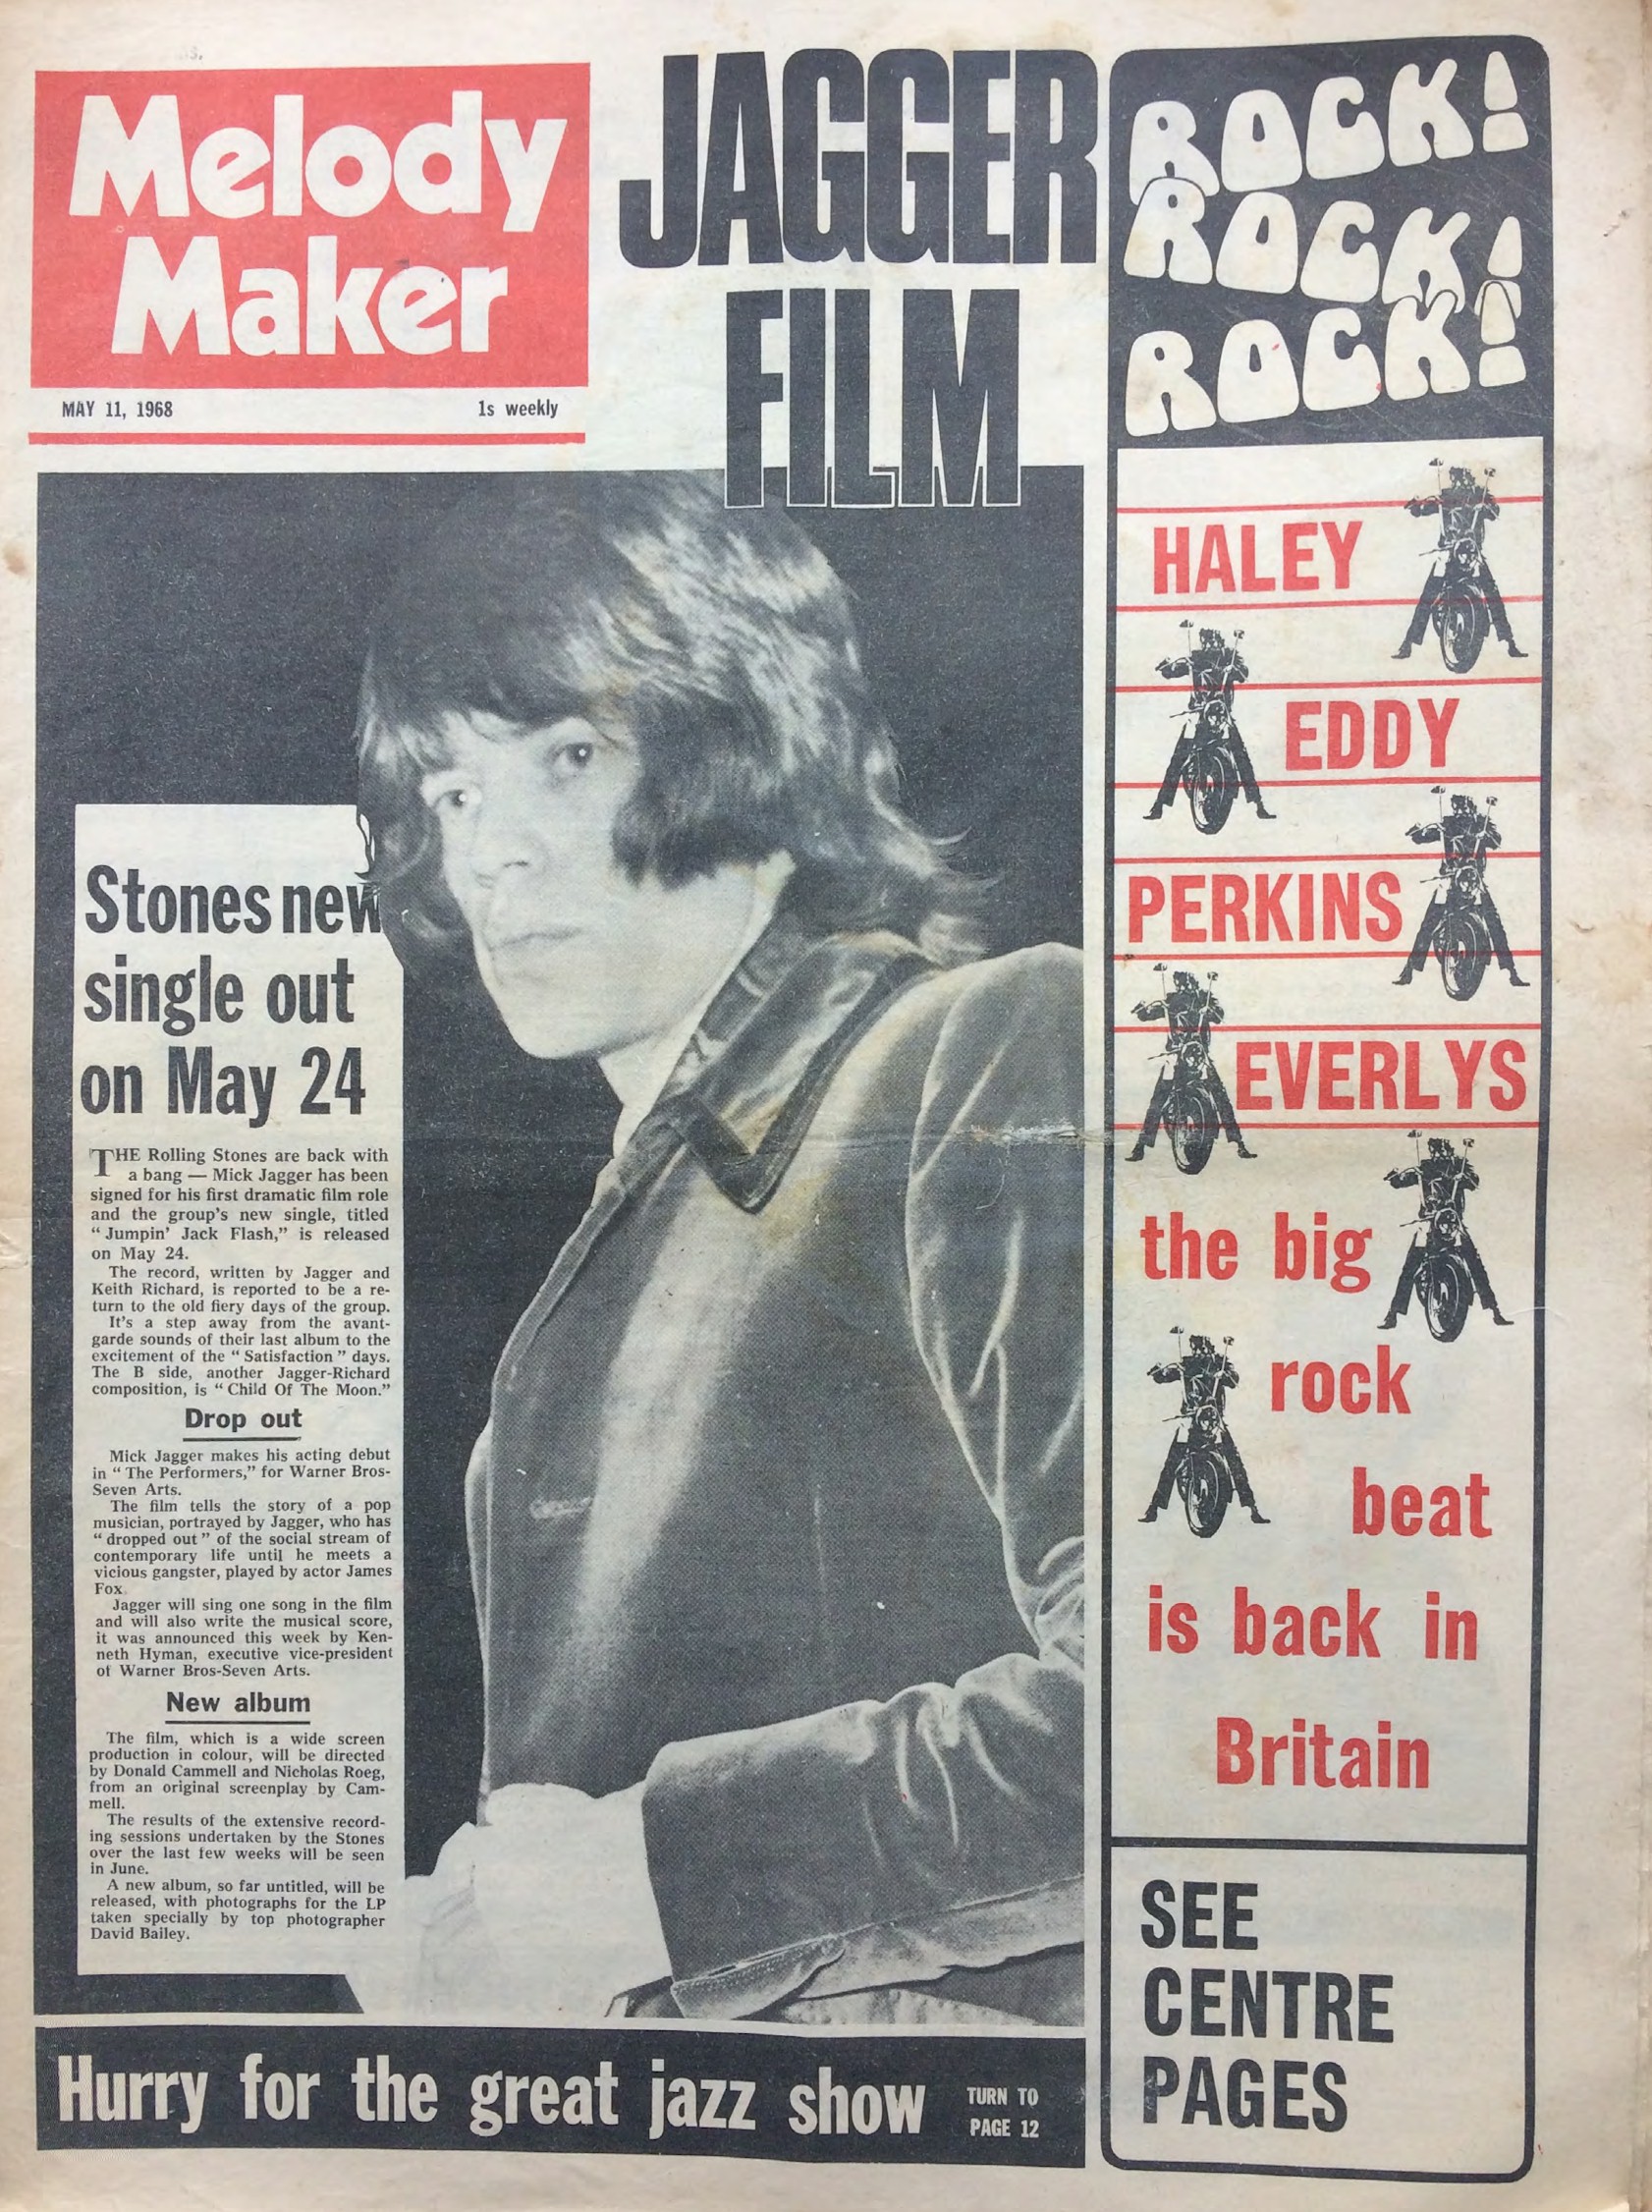 Melody
Maker
MAY 11, 1968 1s weekly
JAGGER
FILM
ROCK!
ROCK!
ROCK!
HALEY
EDDY
PERKINS
EVERLYS
the big
rock
beat
is back in
Britain
SEE
CENTRE
PAGES
Stones new
single out
on May 24
THE Rolling Stones are back with
a bang — Mick Jagger has been
signed for his first dramatic film role
and the group's new single, titled
" Jumpin' Jack Flash," is released
on May 24.
The record, written by Jagger and
Keith Richard, is reported to be a re-
turn to the old fiery days of the group.
It's a step away from the avant-
garde sounds of their last album to the
excitement of the " Satisfaction " days.
The B side, another Jagger-Richard
composition, is " Child Of The Moon."
Drop out
Mick Jagger makes his acting debut
in " The Performers," for Warner Bros-
Seven Arts.
The film tells the story of a pop
musician, portrayed by Jagger, who has
" dropped out " of the social stream of
contemporary life until he meets a
vicious gangster, played by actor James
Fox.
Jagger will sing one song in the film
and will also write the musical score,
it was announced this week by Ken-
neth Hyman, executive vice-president
of Warner Bros-Seven Arts.
New album
The film, which is a wide screen
production in colour, will be directed
by Donald Cammell and Nicholas Roeg,
from an original screenplay by Cam-
mell.
The results of the extensive record-
ing sessions undertaken by the Stones
over the last few weeks will be seen
in June.
A new album, so far untitled, will be
released, with photographs for the LP
taken specially by top photographer
David Bailey.
Hurry for the great jazz show TURN TO
PAGE 12